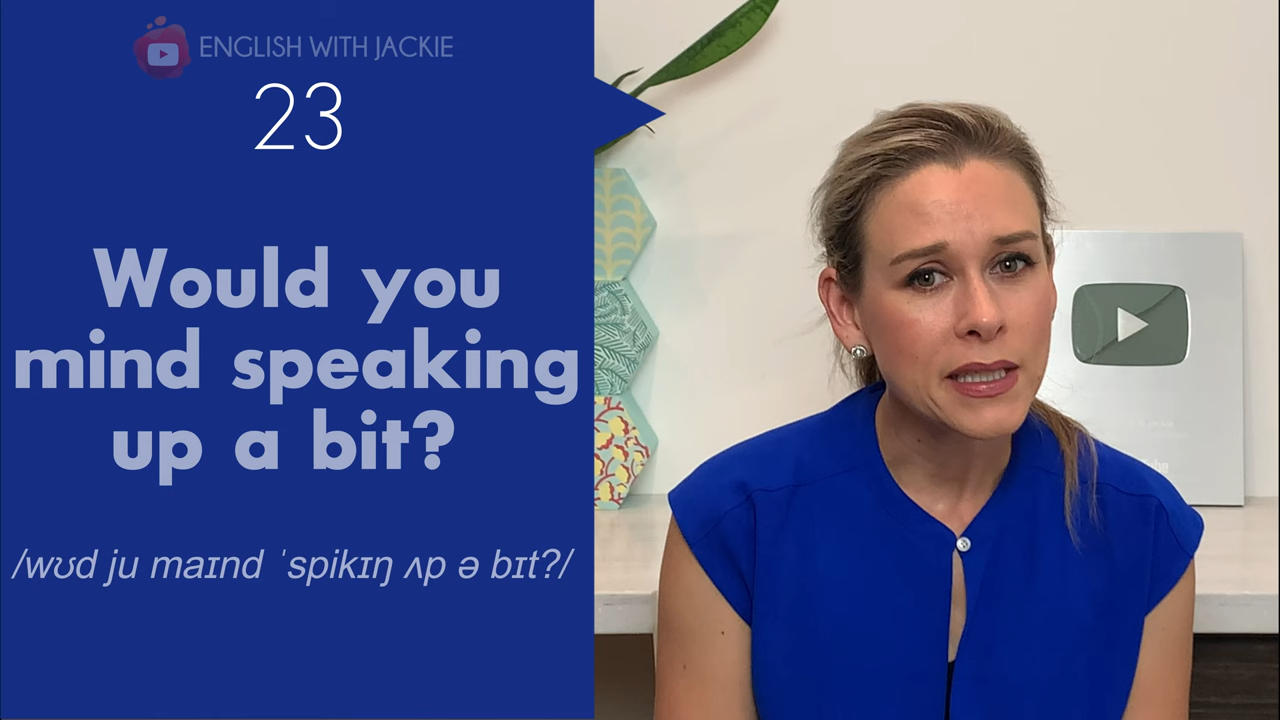 ENGLISH WITH JACKIE
23
Would you
mind speaking
up a bit?
/wʊd ju maɪnd ˈspikɪŋ ʌp ə bɪt?/